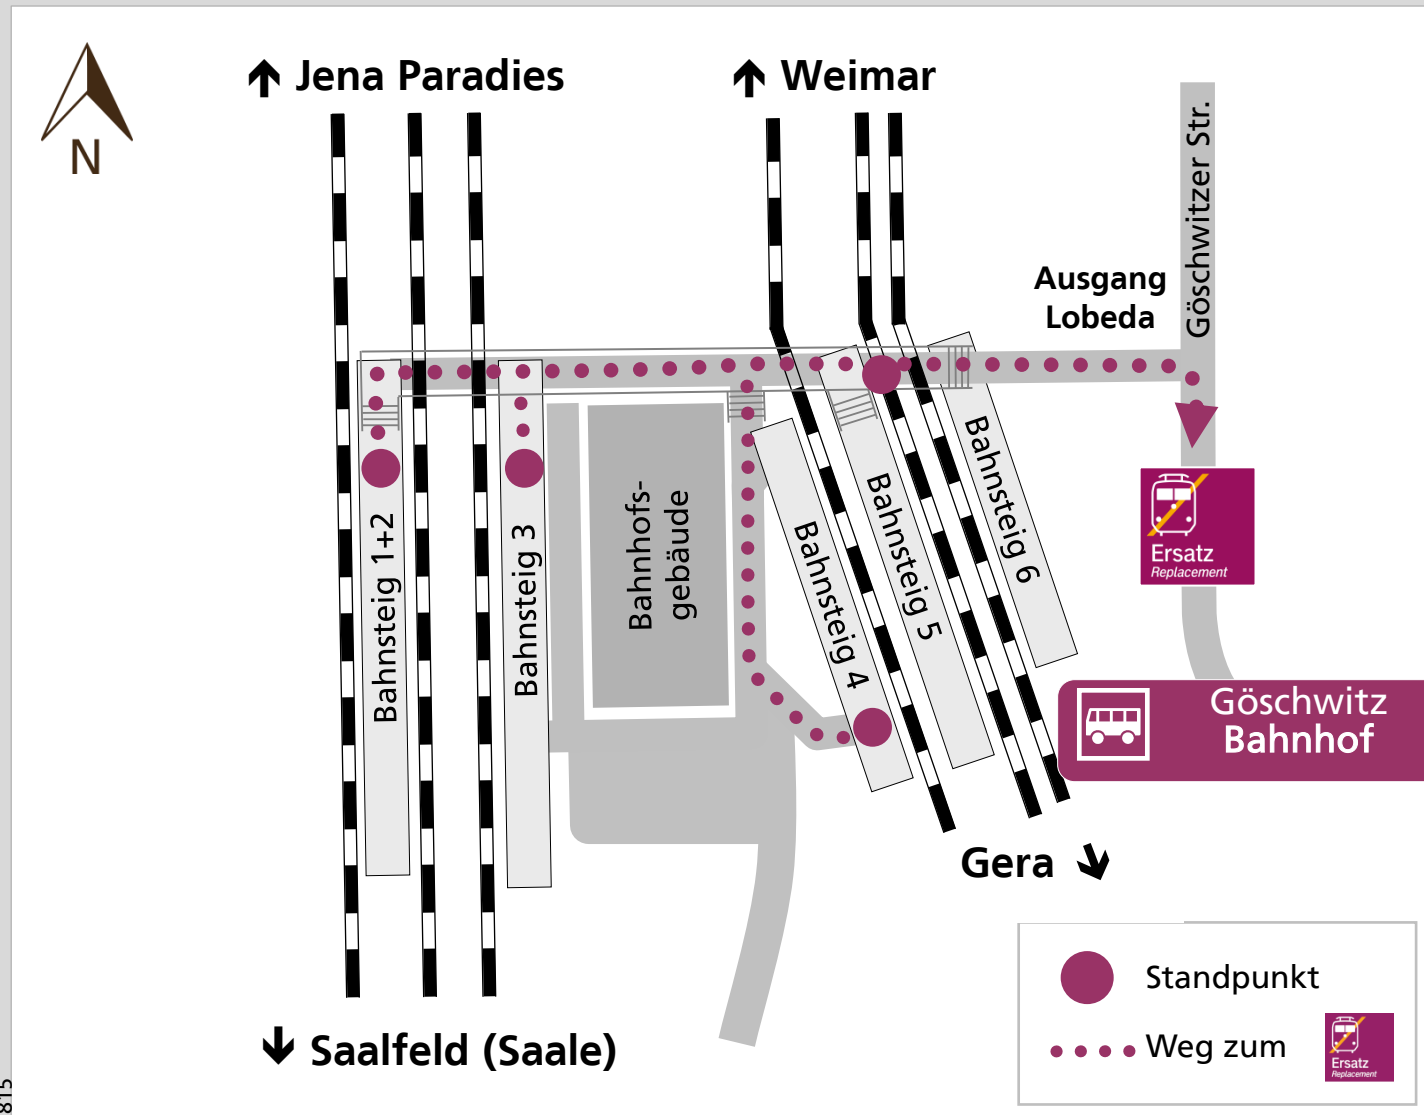 N
Jena Paradies
Weimar
Göschwitzer Str.
Ausgang
Lobeda
Bahnsteig 1+2
Bahnsteig 3
Bahnhofs-
gebäude
Bahnsteig 4
Bahnsteig 5
Bahnsteig 6
Ersatz
Replacement
Göschwitz
Bahnhof
Gera
Saalfeld (Saale)
Standpunkt
Weg zum
Ersatz
Replacement
815